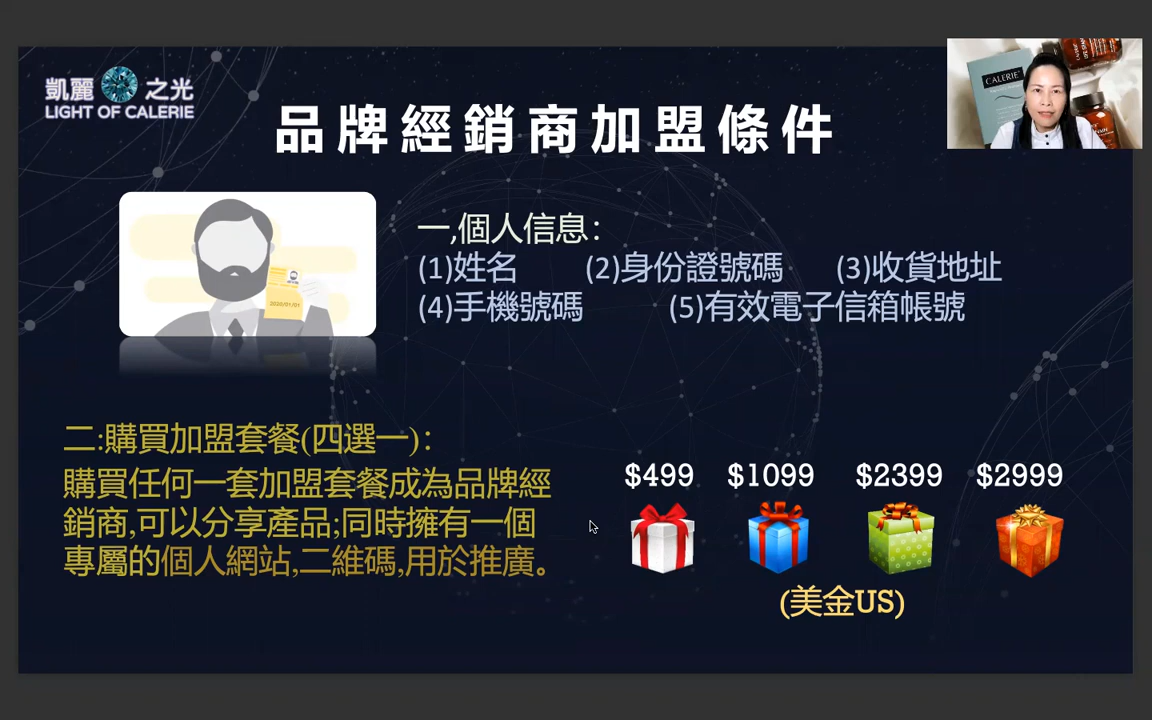 凱麗之光
LIGHT OF CALERIE
品牌經銷商加盟條件
CALERIE
一,個人信息：
(1)姓名 (2)身份證號碼 (3)收貨地址
(4)手機號碼 (5)有效電子信箱帳號
2020/01/01
二:購買加盟套餐(四選一)：
購買任何一套加盟套餐成為品牌經
銷商,可以分享產品;同時擁有一個
專屬的個人網站,二維碼,用於推廣。
$499 $1099 $2399 $2999
(美金US)